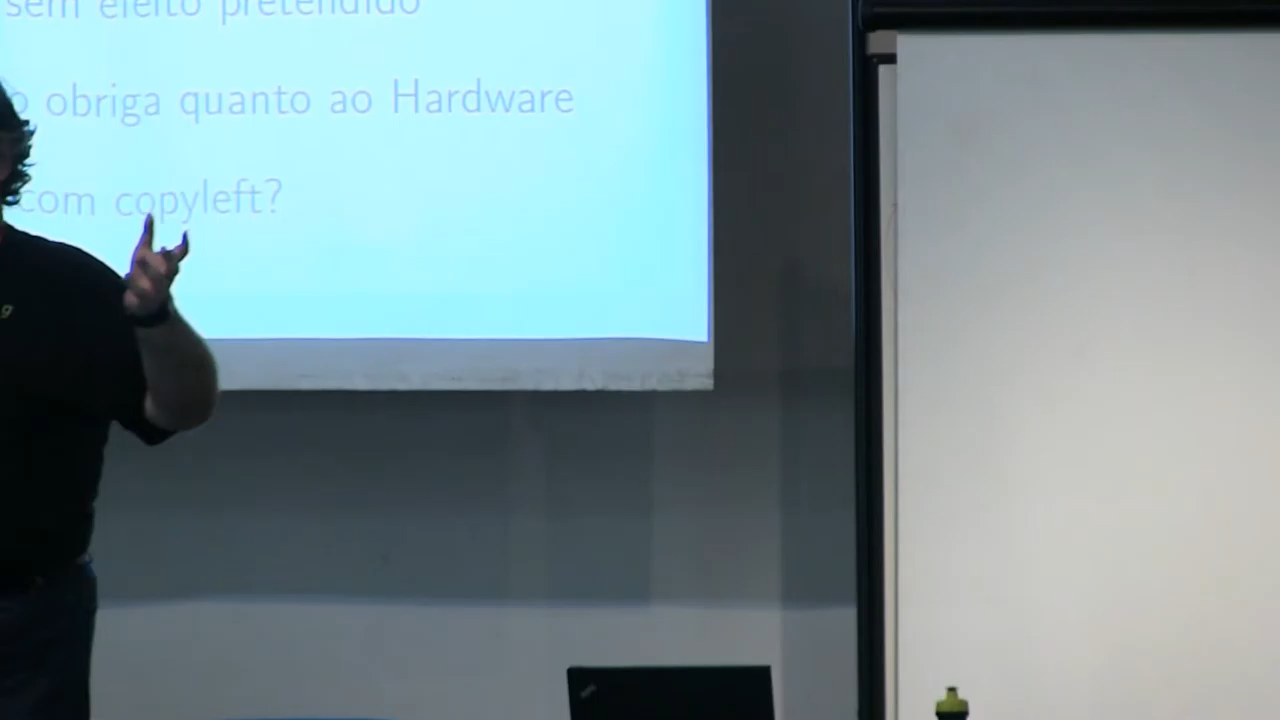 sem efeito pretendido
obriga quanto ao Hardware
com copyleft?